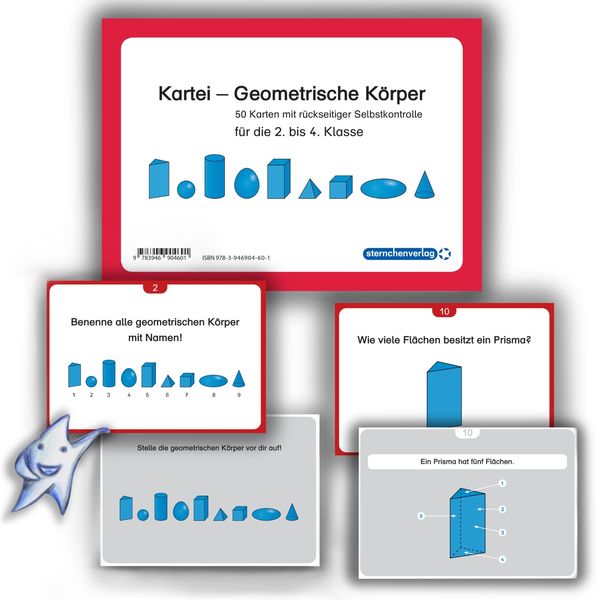 Kartei – Geometrische Körper
50 Karten mit rückseitiger Selbstkontrolle
für die 2. bis 4. Klasse
9 783946 904601
ISBN 978-3-946904-60-1
sternchenverlag
2
Benenne alle geometrischen Körper
mit Namen!
1 2 3 4 5 6 7 8 9
10
Wie viele Flächen besitzt ein Prisma?
Stelle die geometrischen Körper vor dir auf!
10
Ein Prisma hat fünf Flächen.
1
2
5
3
4